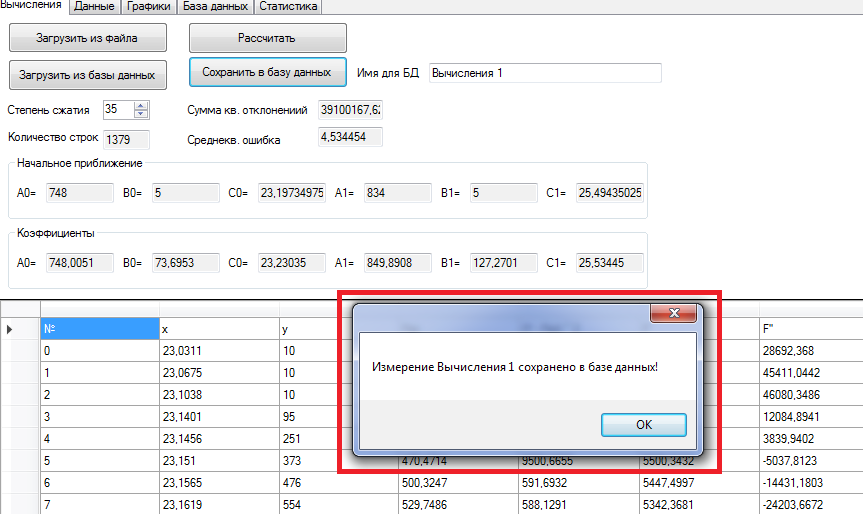 Вычисления Данные Графики База данных Статистика
Загрузить из файла Рассчитать
Загрузить из базы данных Сохранить в базу данных Имя для БД Вычисления 1
Степень сжатия 35 Сумма кв. отклонениий 39100167,62
Количество строк 1379 Среднекв. ошибка 4,534454
Начальное приближение
A0= 748 B0= 5 C0= 23,19734975 A1= 834 B1= 5 C1= 25,49435025
Коэффициенты
A0= 748,0051 B0= 73,6953 C0= 23,23035 A1= 849,8908 B1= 127,2701 C1= 25,53445
№ x y F''
0 23,0311 10 28692,368
1 23,0675 10 45411,0442
2 23,1038 10 46080,3486
3 23,1401 95 12084,8941
4 23,1456 251 3839,9402
Измерение Вычисления 1 сохранено в базе данных!
OK
5 23,151 373 470,4714 9500,6655 5500,3432 -5037,8123
6 23,1565 476 500,3247 591,6932 5447,4997 -14431,1803
7 23,1619 554 529,7486 588,1291 5342,3681 -24203,6672